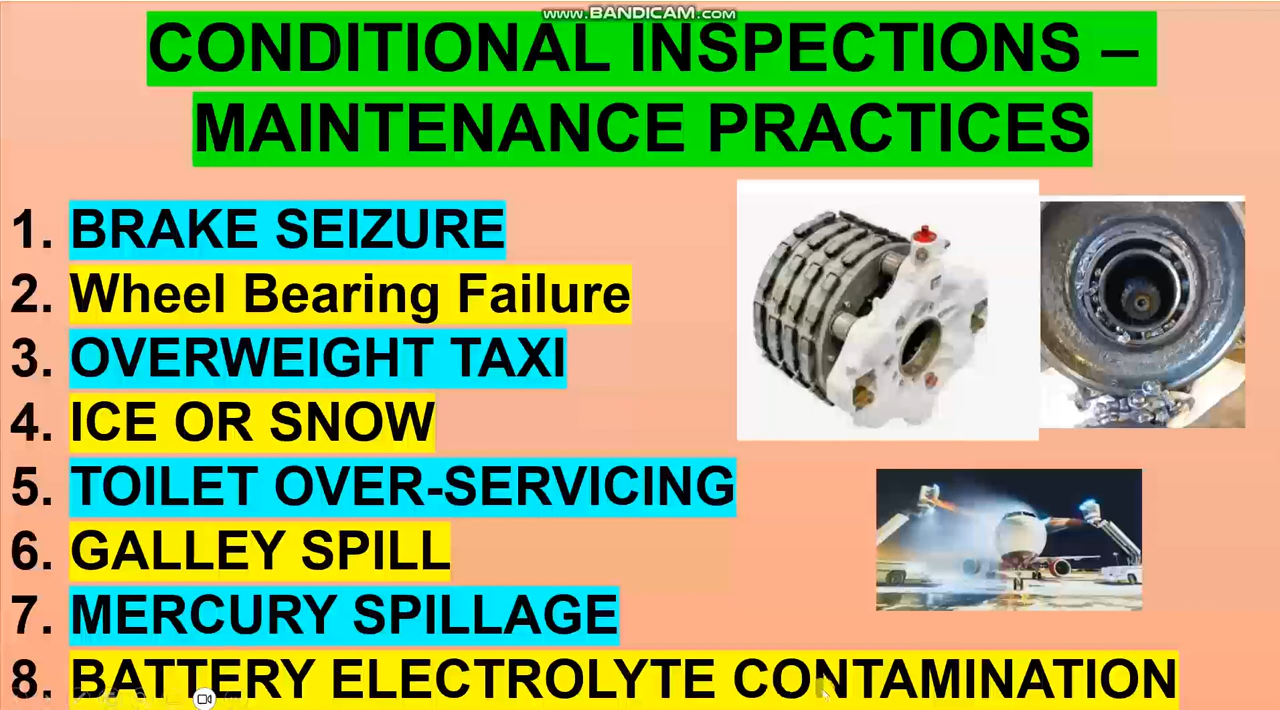 WWW.BANDICAM.COM
CONDITIONAL INSPECTIONS –
MAINTENANCE PRACTICES
1. BRAKE SEIZURE
2. Wheel Bearing Failure
3. OVERWEIGHT TAXI
4. ICE OR SNOW
5. TOILET OVER-SERVICING
6. GALLEY SPILL
7. MERCURY SPILLAGE
8. BATTERY ELECTROLYTE CONTAMINATION